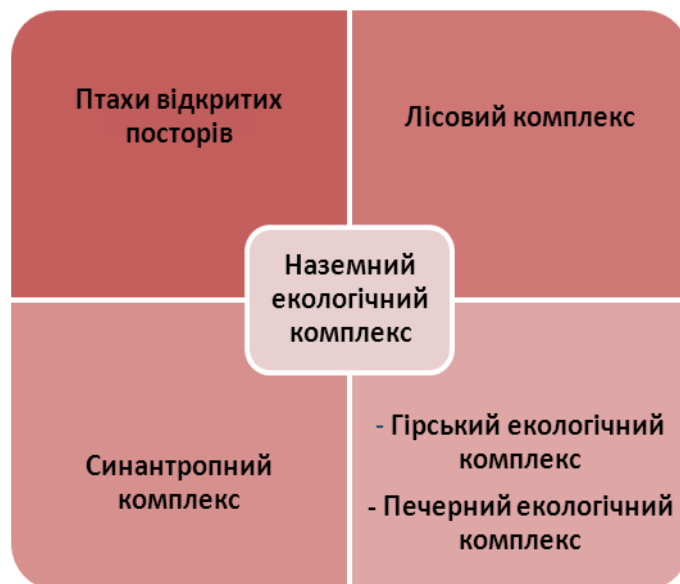 Птахи відкритих
посторів
Лісовий комплекс
Наземний
екологічний
комплекс
Синантропний
комплекс
- Гірський екологічний
комплекс
- Печерний екологічний
комплекс